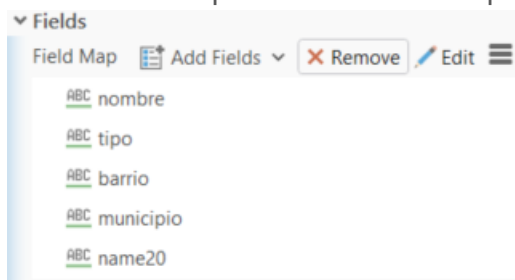 Fields
Field Map Add Fields Remove Edit
ABC nombre
ABC tipo
ABC barrio
ABC municipio
ABC name20